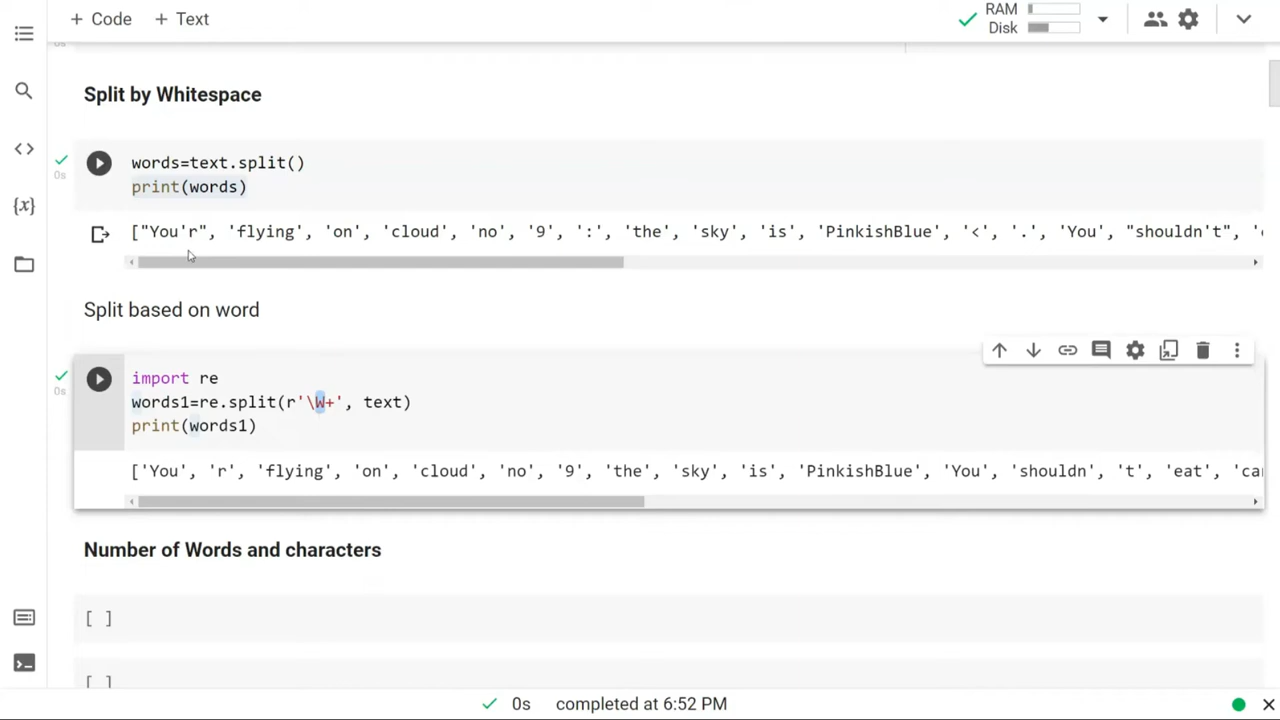 + Code + Text
RAM
Disk
0s
Split by Whitespace
words=text.split()
0s
print(words)
["You'r", 'flying', 'on', 'cloud', 'no', '9', ':', 'the', 'sky', 'is', 'PinkishBlue', '<', '.', 'You', "shouldn't",
Split based on word
import re
0s
words1=re.split(r'\W+', text)
print(words1)
['You', 'r', 'flying', 'on', 'cloud', 'no', '9', 'the', 'sky', 'is', 'PinkishBlue', 'You', 'shouldn', 't', 'eat',
Number of Words and characters
[ ]
[ ]
0s completed at 6:52 PM